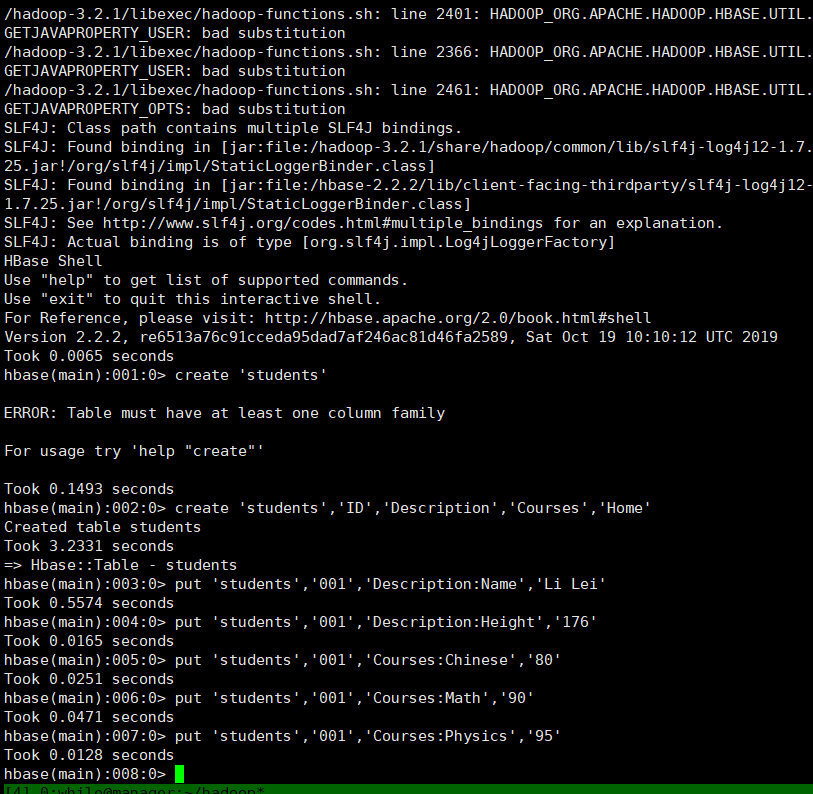 /hadoop-3.2.1/libexec/hadoop-functions.sh: line 2401: HADOOP_ORG.APACHE.HADOOP.HBASE.UTIL.
GETJAVAPROPERTY_USER: bad substitution
/hadoop-3.2.1/libexec/hadoop-functions.sh: line 2366: HADOOP_ORG.APACHE.HADOOP.HBASE.UTIL.
GETJAVAPROPERTY_USER: bad substitution
/hadoop-3.2.1/libexec/hadoop-functions.sh: line 2461: HADOOP_ORG.APACHE.HADOOP.HBASE.UTIL.
GETJAVAPROPERTY_OPTS: bad substitution
SLF4J: Class path contains multiple SLF4J bindings.
SLF4J: Found binding in [jar:file:/hadoop-3.2.1/share/hadoop/common/lib/slf4j-log4j12-1.7.
25.jar!/org/slf4j/impl/StaticLoggerBinder.class]
SLF4J: Found binding in [jar:file:/hbase-2.2.2/lib/client-facing-thirdparty/slf4j-log4j12-
1.7.25.jar!/org/slf4j/impl/StaticLoggerBinder.class]
SLF4J: See http://www.slf4j.org/codes.html#multiple_bindings for an explanation.
SLF4J: Actual binding is of type [org.slf4j.impl.Log4jLoggerFactory]
HBase Shell
Use "help" to get list of supported commands.
Use "exit" to quit this interactive shell.
For Reference, please visit: http://hbase.apache.org/2.0/book.html#shell
Version 2.2.2, re6513a76c91cceda95dad7af246ac81d46fa2589, Sat Oct 19 10:10:12 UTC 2019
Took 0.0065 seconds
hbase(main):001:0> create 'students'
ERROR: Table must have at least one column family
For usage try 'help "create"'
Took 0.1493 seconds
hbase(main):002:0> create 'students','ID','Description','Courses','Home'
Created table students
Took 3.2331 seconds
=> Hbase::Table - students
hbase(main):003:0> put 'students','001','Description:Name','Li Lei'
Took 0.5574 seconds
hbase(main):004:0> put 'students','001','Description:Height','176'
Took 0.0165 seconds
hbase(main):005:0> put 'students','001','Courses:Chinese','80'
Took 0.0251 seconds
hbase(main):006:0> put 'students','001','Courses:Math','90'
Took 0.0471 seconds
hbase(main):007:0> put 'students','001','Courses:Physics','95'
Took 0.0128 seconds
hbase(main):008:0>
[4] 0:while@manager:~/hadoop*